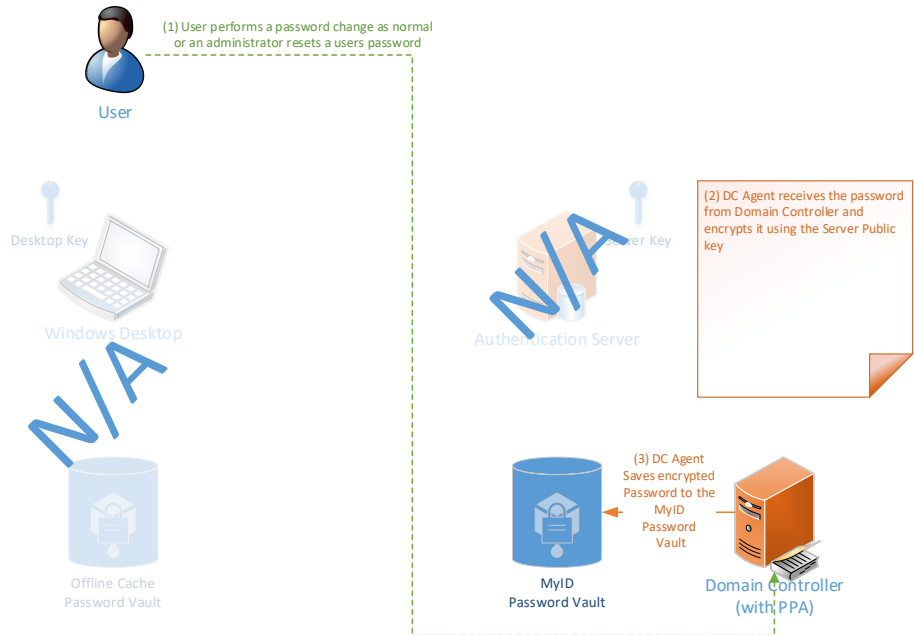 (1) User performs a password change as normal
or an administrator resets a users password
User
Desktop Key
Server Key
(2) DC Agent receives the password
from Domain Controller and
encrypts it using the Server Public
key
N/A
Windows Desktop
Authentication Server
N/A
(3) DC Agent
Saves encrypted
Password to the
MyID
Password
Vault
Offline Cache
Password Vault
MyID
Password Vault
Domain Controller
(with PPA)